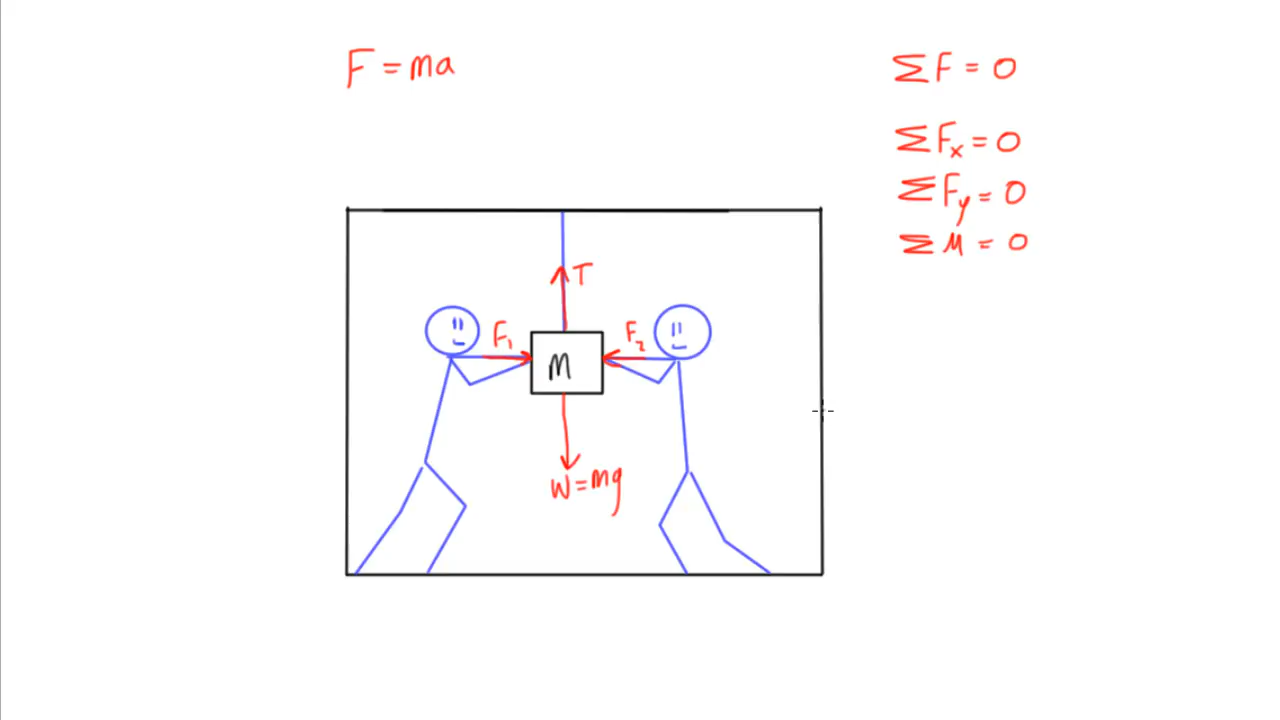 F = ma
ΣF = 0
ΣFx = 0
ΣFy = 0
ΣM = 0
T
F1
F2
M
W = mg